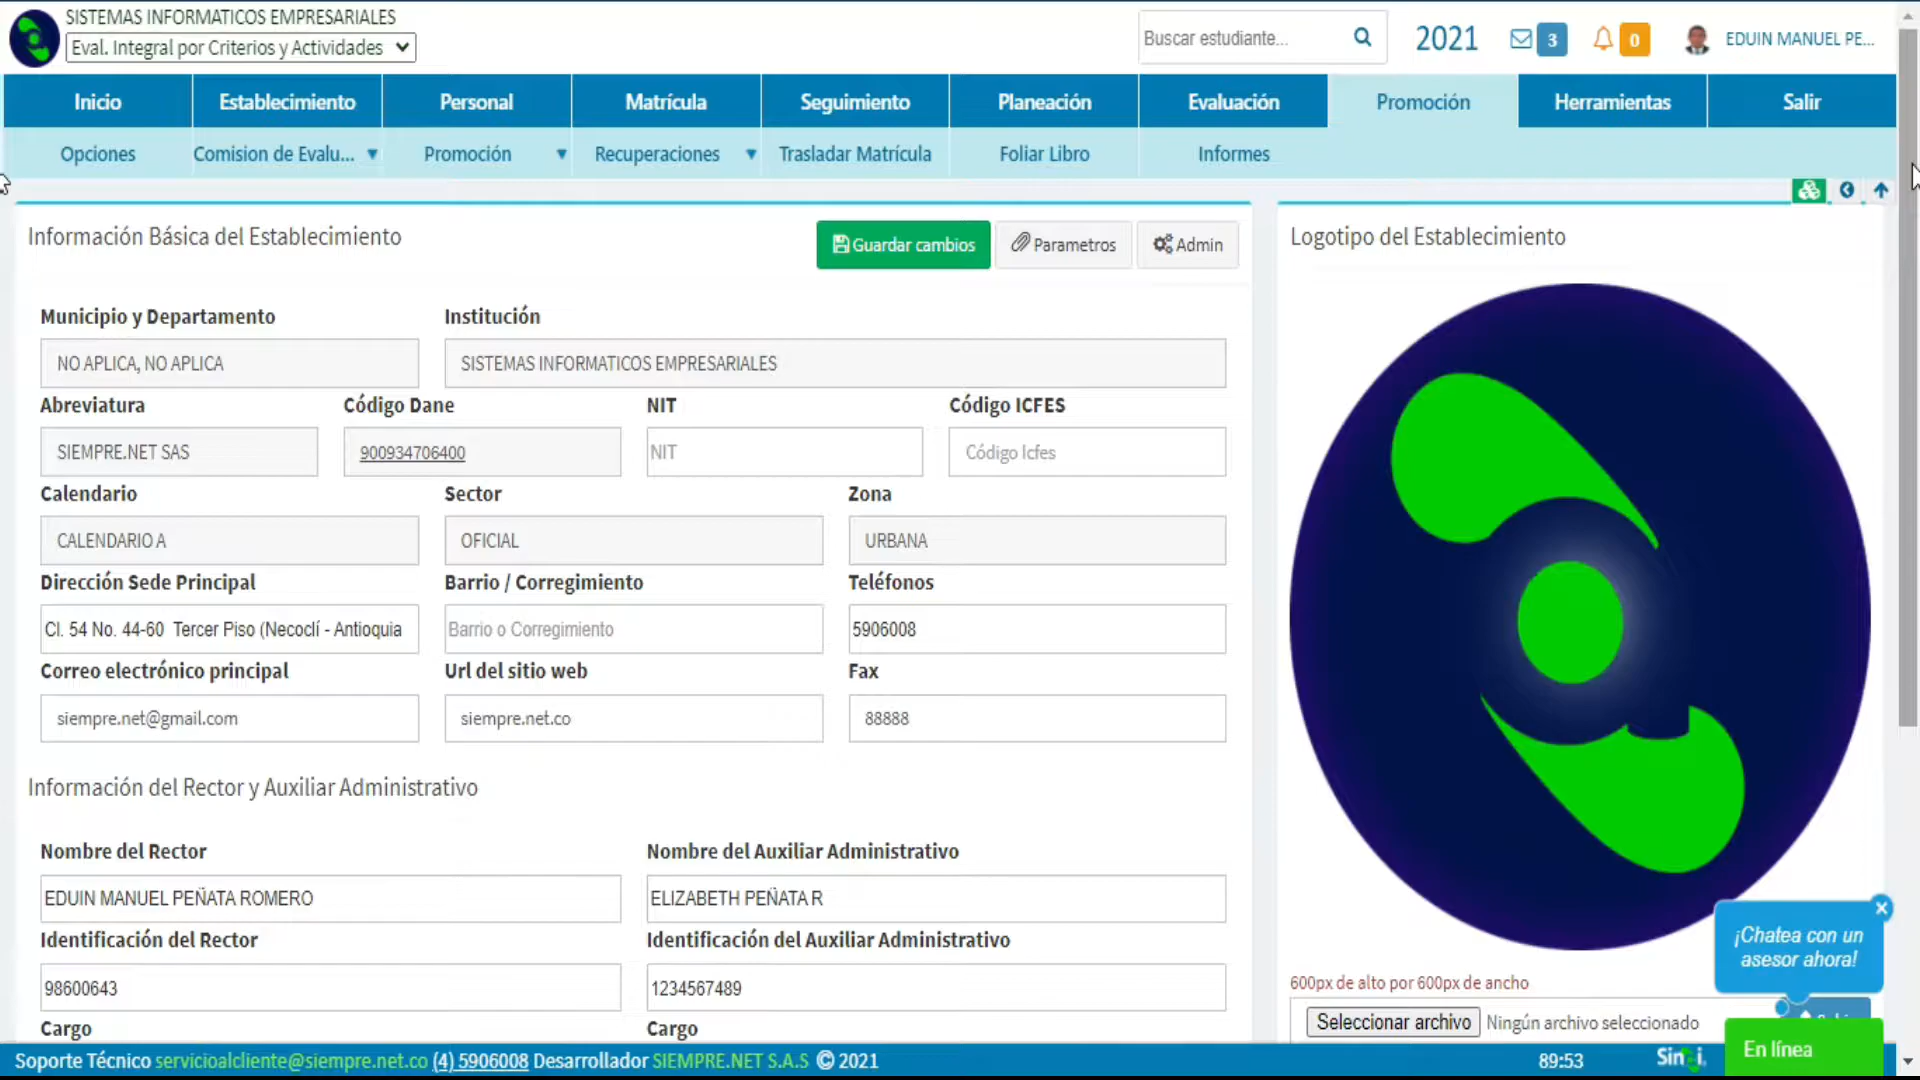 SISTEMAS INFORMATICOS EMPRESARIALES
Eval. Integral por Criterios y Actividades
Buscar estudiante...
2021
3
0
EDUIN MANUEL PE...
Inicio
Establecimiento
Personal
Matrícula
Seguimiento
Planeación
Evaluación
Promoción
Herramientas
Salir
Opciones
Comision de Evalu...
Promoción
Recuperaciones
Trasladar Matrícula
Foliar Libro
Informes
Información Básica del Establecimiento
Guardar cambios
Parametros
Admin
Logotipo del Establecimiento
Municipio y Departamento
Institución
NO APLICA, NO APLICA
SISTEMAS INFORMATICOS EMPRESARIALES
Abreviatura
Código Dane
NIT
Código ICFES
SIEMPRE.NET SAS
900934706400
NIT
Código Icfes
Calendario
Sector
Zona
CALENDARIO A
OFICIAL
URBANA
Dirección Sede Principal
Barrio / Corregimiento
Teléfonos
Cl. 54 No. 44-60 Tercer Piso (Necoclí - Antioquia
Barrio o Corregimiento
5906008
Correo electrónico principal
Url del sitio web
Fax
siempre.net@gmail.com
siempre.net.co
88888
Información del Rector y Auxiliar Administrativo
Nombre del Rector
Nombre del Auxiliar Administrativo
EDUIN MANUEL PEÑATA ROMERO
ELIZABETH PEÑATA R
Identificación del Rector
Identificación del Auxiliar Administrativo
98600643
1234567489
Cargo
Cargo
600px de alto por 600px de ancho
Seleccionar archivo
Ningún archivo seleccionado
¡Chatea con un
asesor ahora!
En línea
Soporte Técnico servicioalcliente@siempre.net.co (4) 5906008 Desarrollador SIEMPRE.NET S.A.S © 2021
89:53